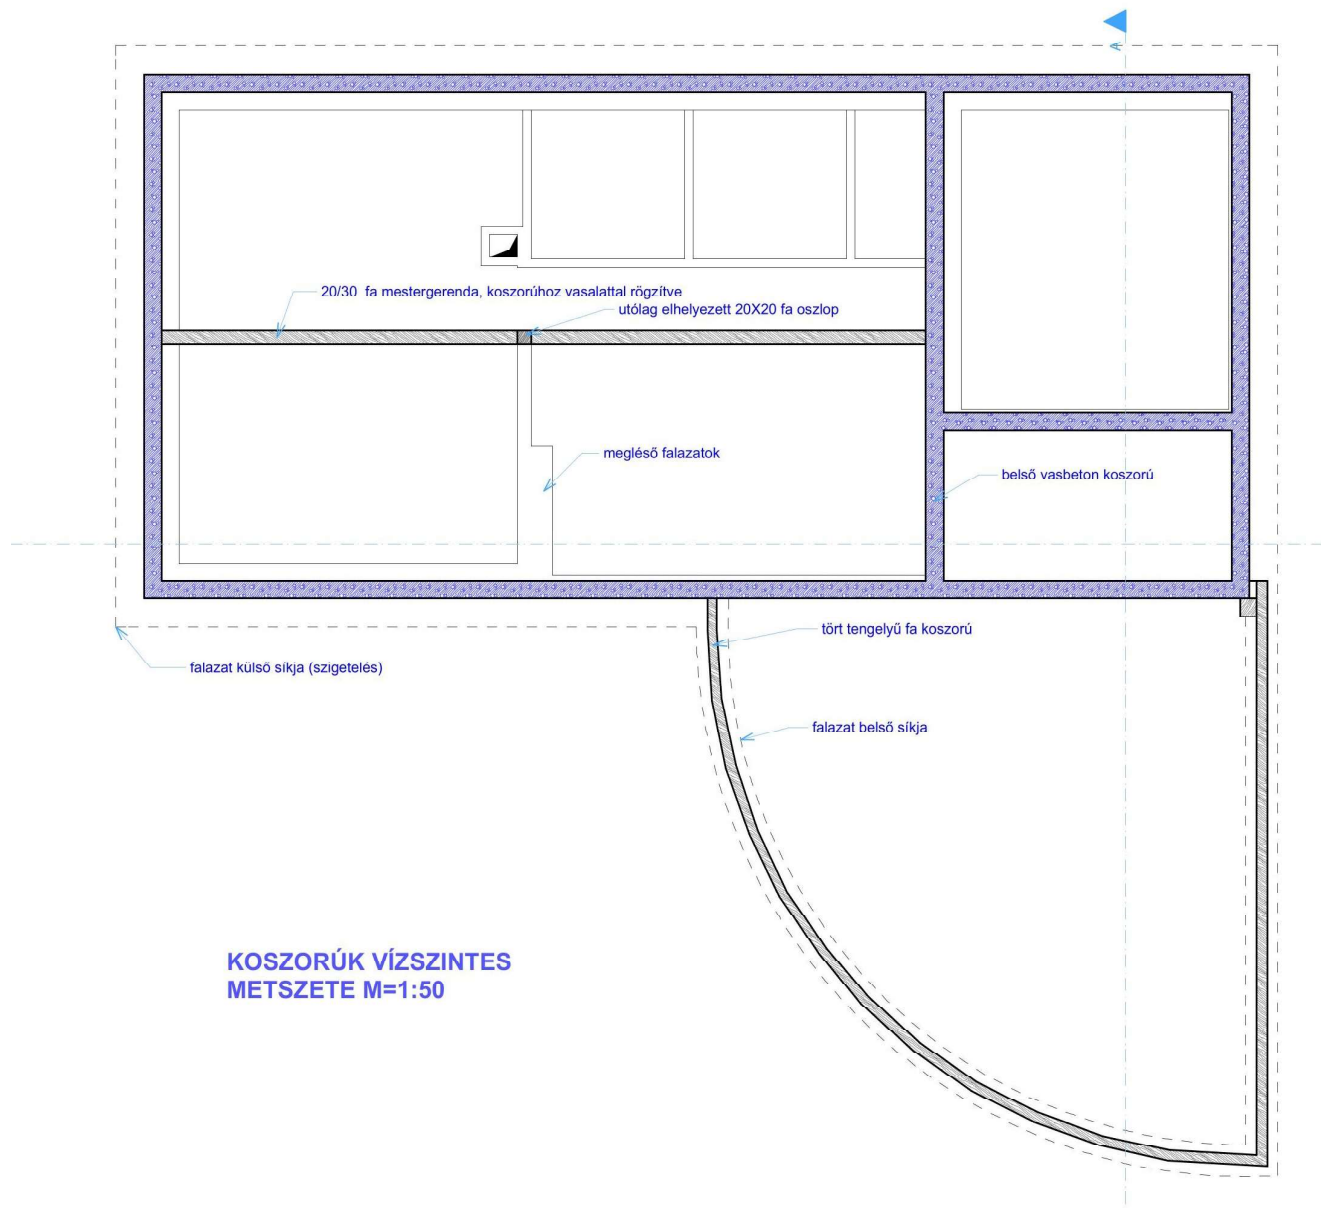 20/30 fa mestergerenda, koszorúhoz vasalattal rögzítve
utólag elhelyezett 20X20 fa oszlop
megléső falazatok
belső vasbeton koszorú
tört tengelyű fa koszorú
falazat külső síkja (szigetelés)
falazat belső síkja
KOSZORÚK VÍZSZINTES
METSZETE M=1:50